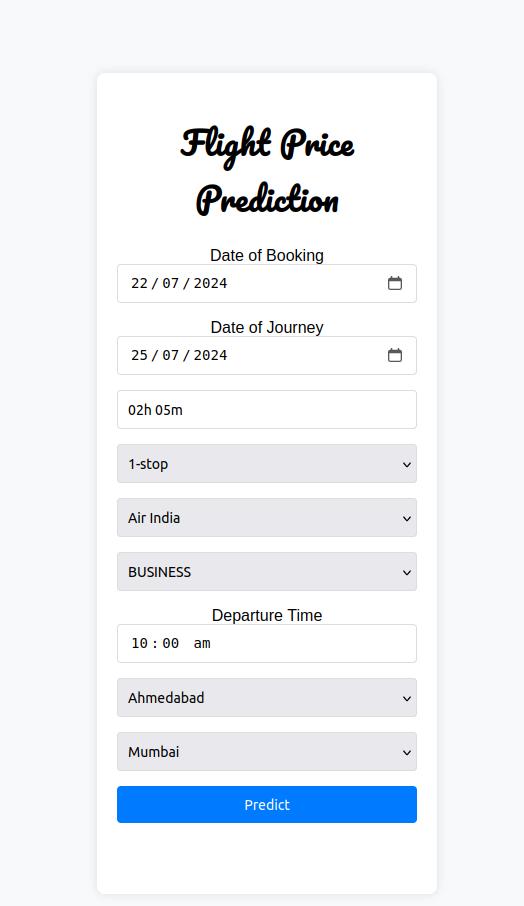 Flight Price
Prediction
Date of Booking
22/07/2024
Date of Journey
25/07/2024
02h 05m
1-stop
Air India
BUSINESS
Departure Time
10:00 am
Ahmedabad
Mumbai
Predict